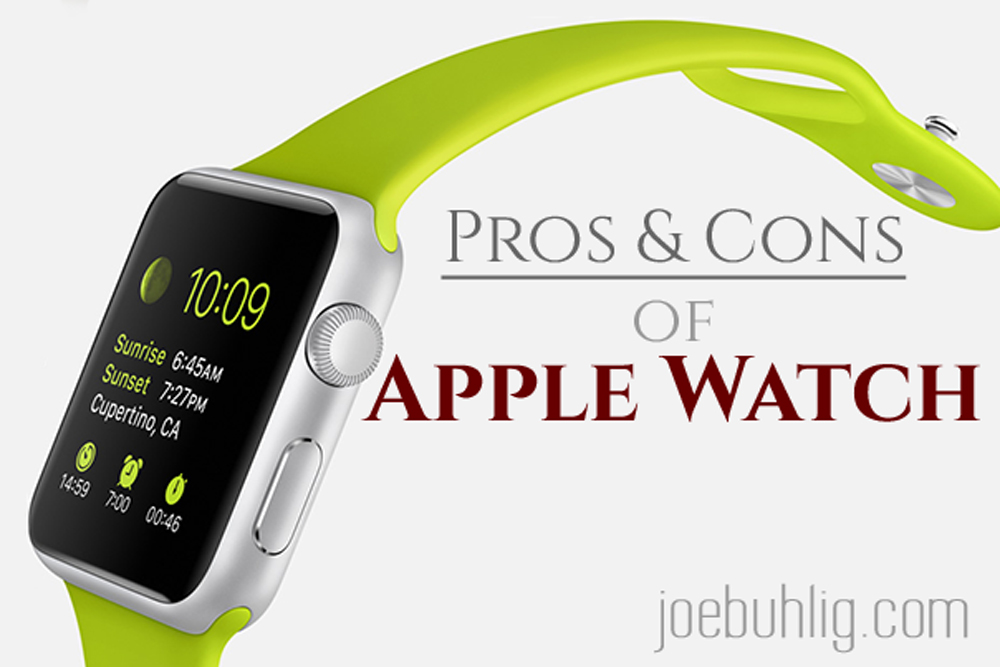 10:09
Sunrise 6:45AM
Sunset 7:27PM
Cupertino, CA
14:59 7:00 00:46
PROS & CONS
OF
APPLE WATCH
joebuhlig.com